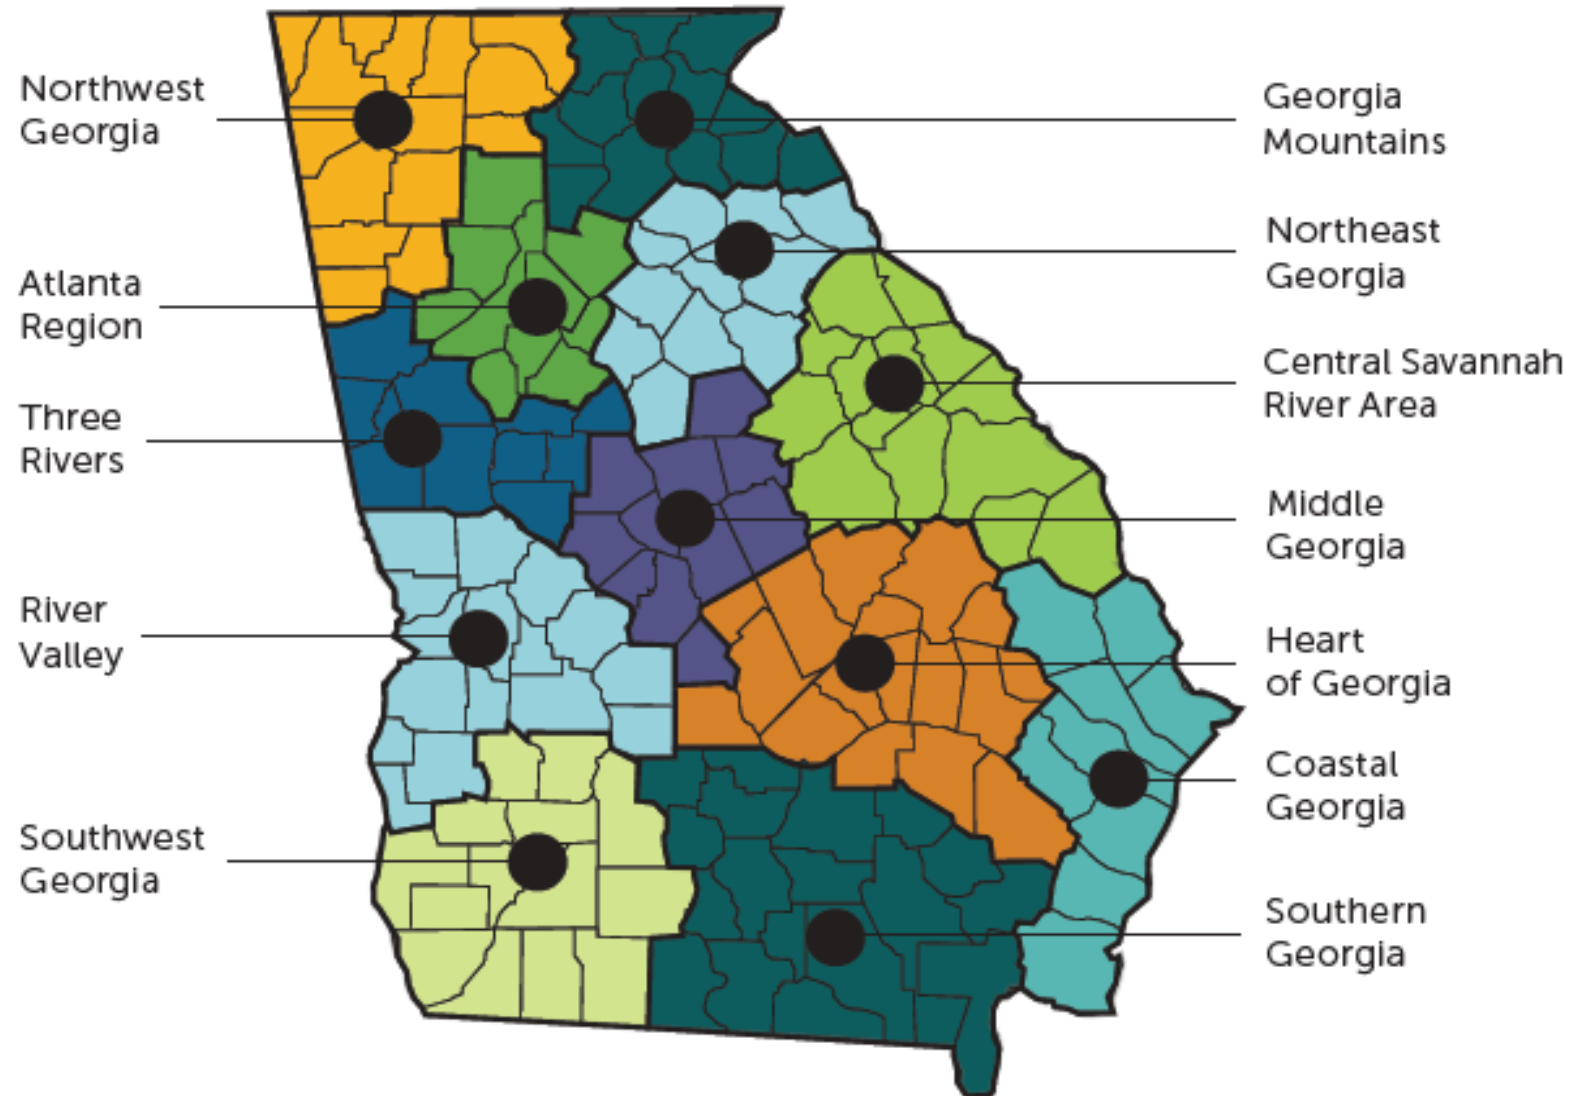 Northwest
Georgia
Atlanta
Region
Three
Rivers
River
Valley
Southwest
Georgia
Georgia
Mountains
Northeast
Georgia
Central Savannah
River Area
Middle
Georgia
Heart
of Georgia
Coastal
Georgia
Southern
Georgia